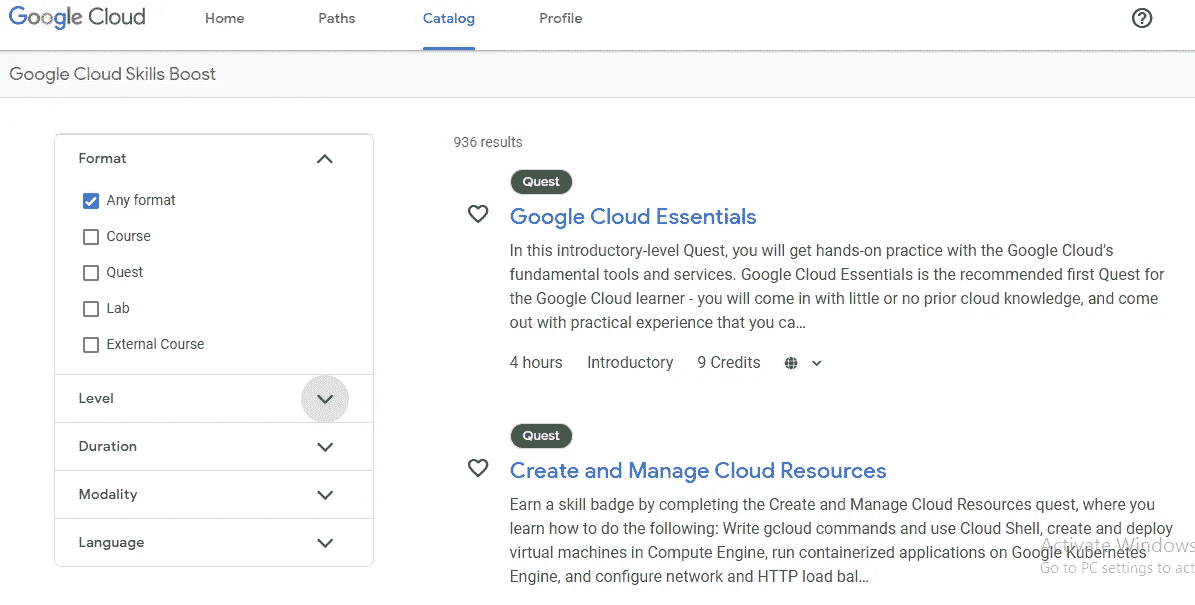 Google Cloud
Home
Paths
Catalog
Profile
Google Cloud Skills Boost
Format
Any format
Course
Quest
Lab
External Course
Level
Duration
Modality
Language
936 results
Quest
Google Cloud Essentials
In this introductory-level Quest, you will get hands-on practice with the Google Cloud's
fundamental tools and services. Google Cloud Essentials is the recommended first Quest for
the Google Cloud learner - you will come in with little or no prior cloud knowledge, and come
out with practical experience that you ca...
4 hours
Introductory
9 Credits
Quest
Create and Manage Cloud Resources
Earn a skill badge by completing the Create and Manage Cloud Resources quest, where you
learn how to do the following: Write gcloud commands and use Cloud Shell, create and deploy
virtual machines in Compute Engine, run containerized applications on Google Kubernetes
Engine, and configure network and HTTP load bal...
Activate Windows
Go to PC settings to act